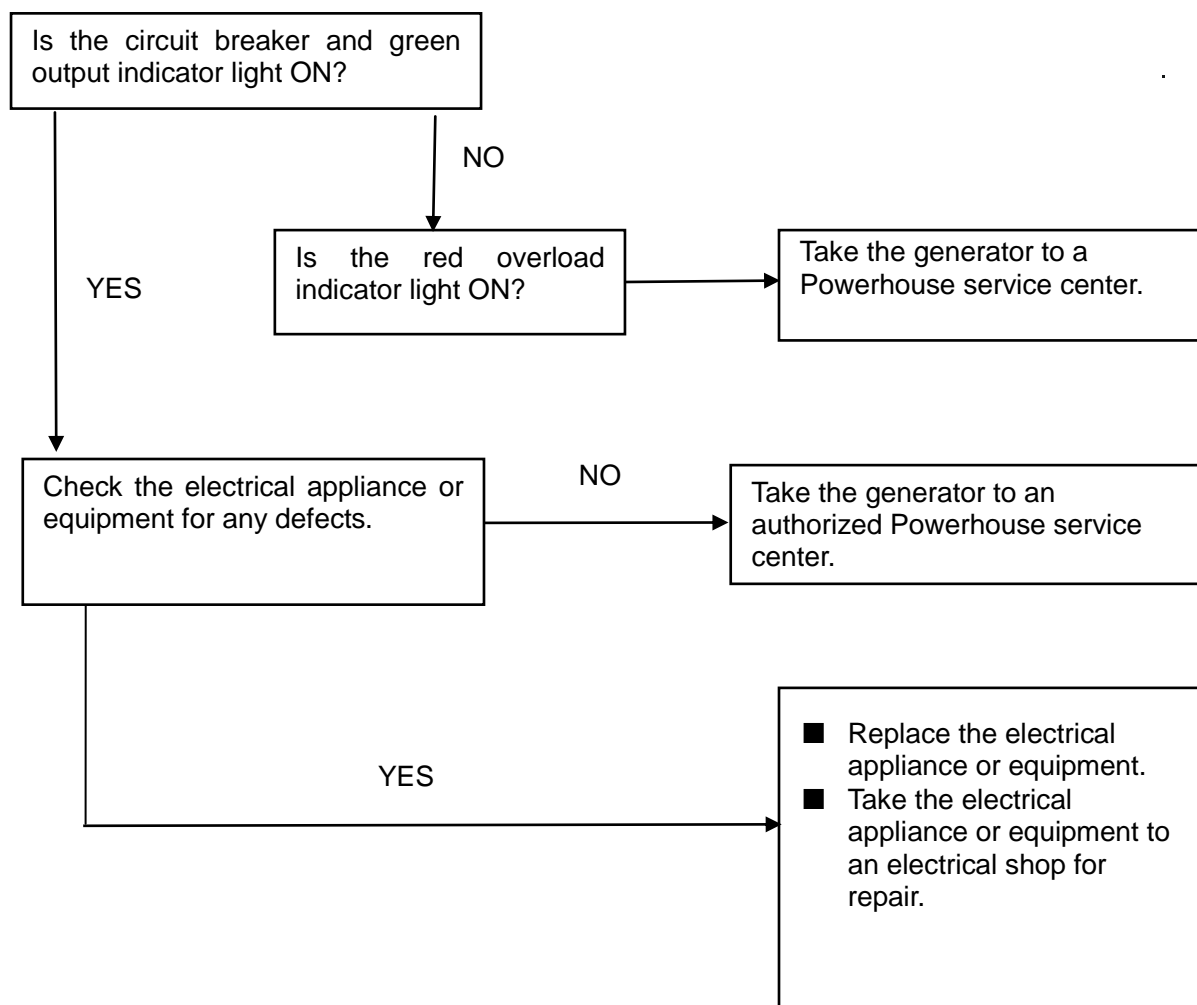 Is the circuit breaker and green
output indicator light ON?
NO
Is the red overload
indicator light ON?
Take the generator to a
Powerhouse service center.
YES
Check the electrical appliance or
equipment for any defects.
NO
Take the generator to an
authorized Powerhouse service
center.
YES
■ Replace the electrical
appliance or equipment.
■ Take the electrical
appliance or equipment to
an electrical shop for
repair.